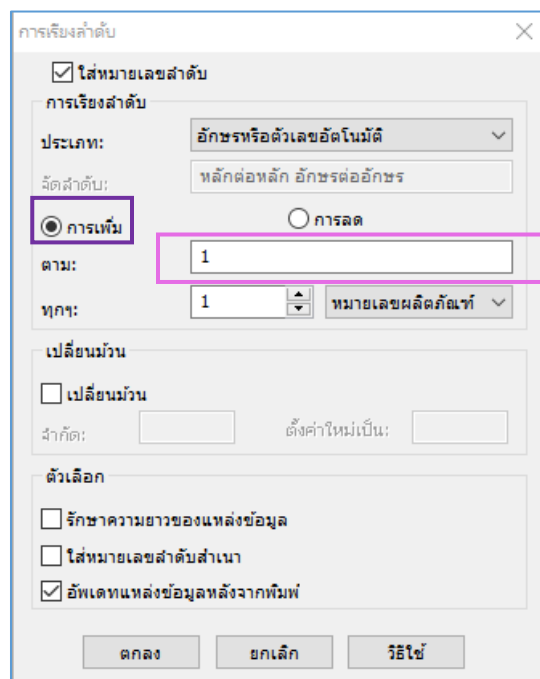 การเรียงลำดับ
ใส่หมายเลขลำดับ
การเรียงลำดับ
ประเภท: อักษรหรือตัวเลขอัตโนมัติ
จัดลำดับ: หลักต่อหลัก อักษรต่ออักษร
การเพิ่ม การลด
ตาม: 1
ทุกๆ: 1 หมายเลขผลิตภัณฑ์
เปลี่ยนม้วน
เปลี่ยนม้วน
จำกัด: ตั้งค่าใหม่เป็น:
ตัวเลือก
รักษาความยาวของแหล่งข้อมูล
ใส่หมายเลขลำดับสำเนา
อัพเดทแหล่งข้อมูลหลังจากพิมพ์
ตกลง ยกเลิก วิธีใช้